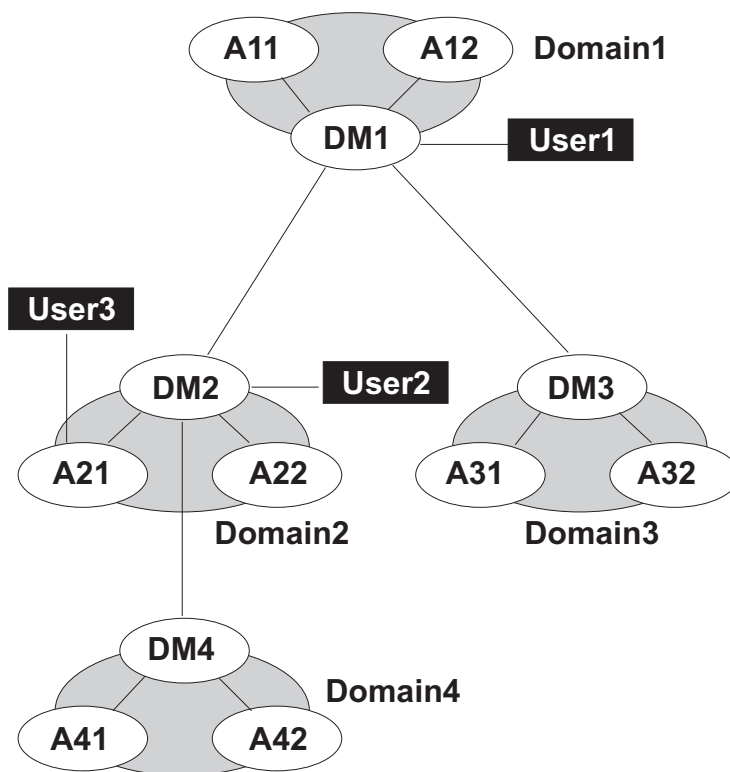 A11
A12
Domain1
DM1
User1
User3
DM2
User2
DM3
A21
A22
A31
A32
Domain2
Domain3
DM4
Domain4
A41
A42